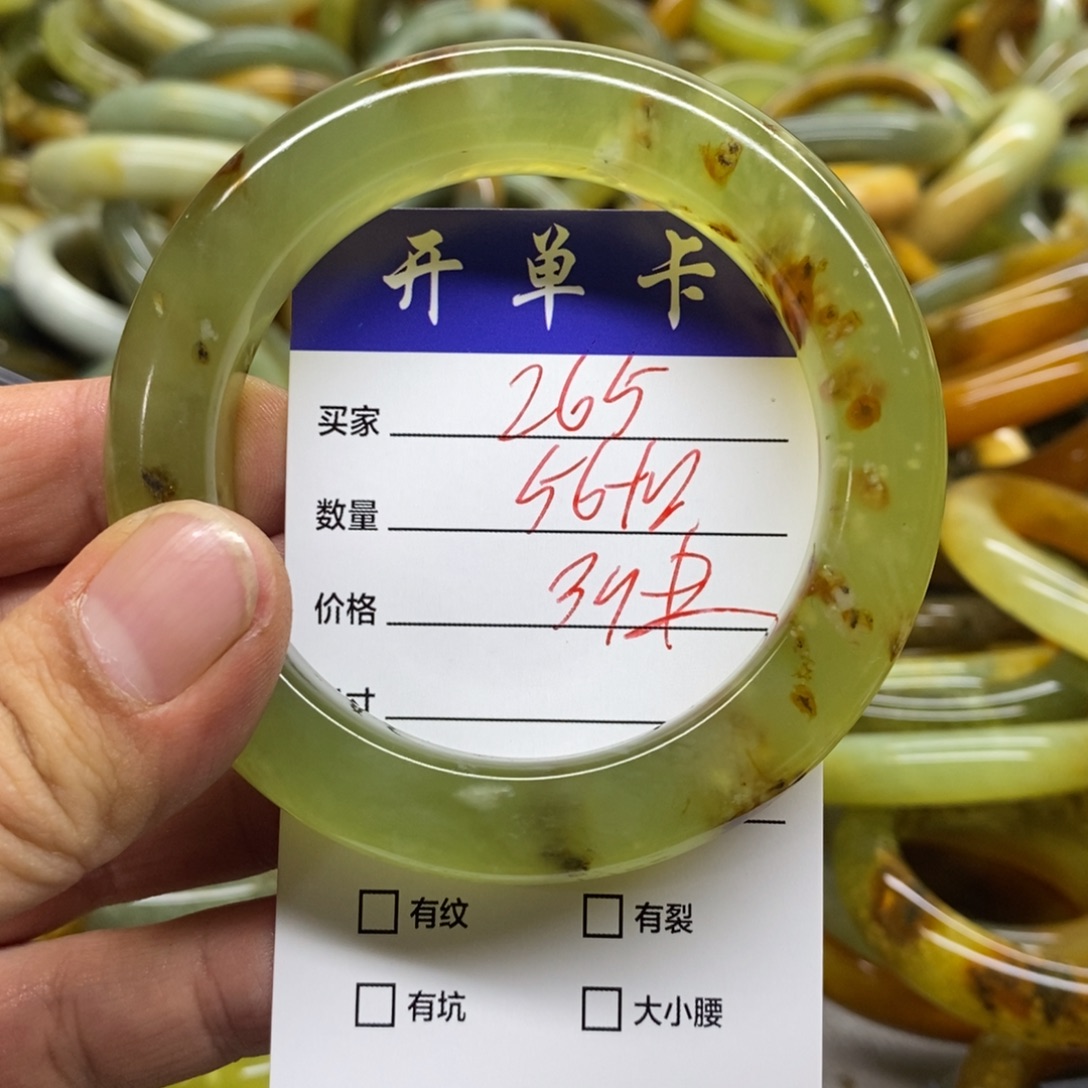 开单卡
买家 265
数量 56
价格 34
寸
有纹 有裂
有坑 大小腰